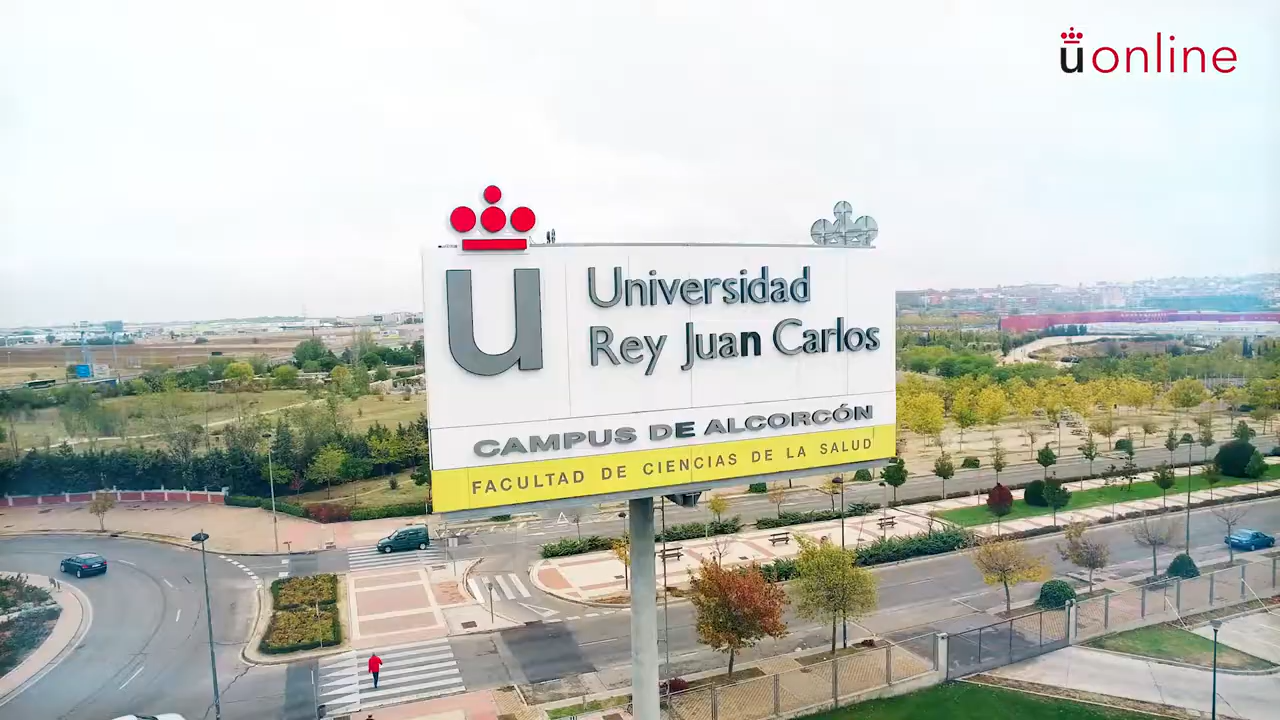 uonline
u
Universidad
Rey Juan Carlos
CAMPUS DE ALCORCÓN
FACULTAD DE CIENCIAS DE LA SALUD